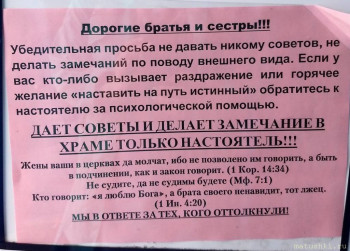 Дорогие братья и сестры!!!
Убедительная просьба не давать никому советов, не
делать замечаний по поводу внешнего вида. Если у
вас кто-либо вызывает раздражение или горячее
желание «наставить на путь истинный» обратитесь к
настоятелю за психологической помощью.
ДАЕТ СОВЕТЫ И ДЕЛАЕТ ЗАМЕЧАНИЕ В
ХРАМЕ ТОЛЬКО НАСТОЯТЕЛЬ!!!
Жены ваши в церквах да молчат, ибо не позволено им говорить, а быть
в подчинении, как и закон говорит. (1 Кор. 14:34)
Не судите, да не судимы будете (Мф. 7:1)
Кто говорит: «я люблю Бога», а брата своего ненавидит, тот лжец.
(1 Ин. 4:20)
МЫ В ОТВЕТЕ ЗА ТЕХ, КОГО ОТТОЛКНУЛИ!